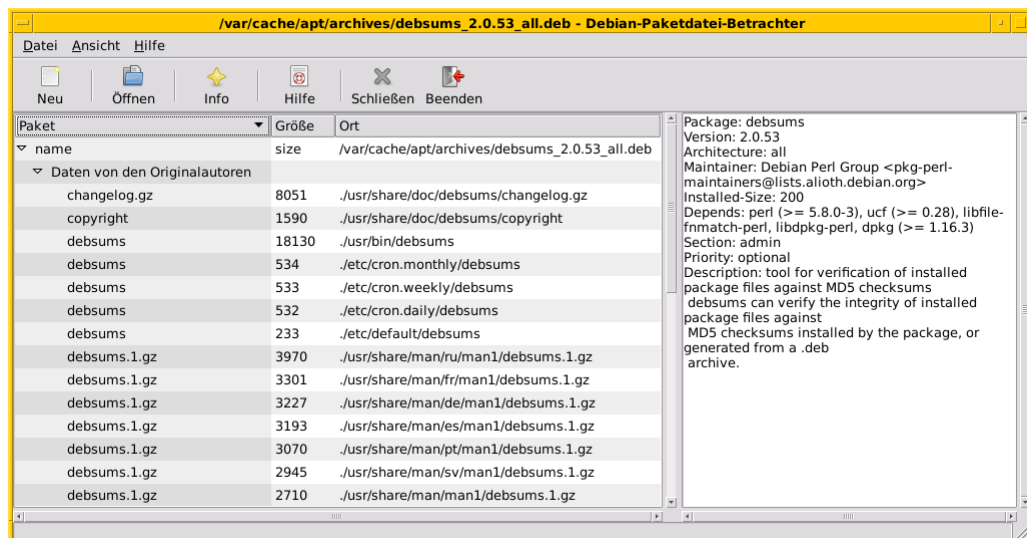 /var/cache/apt/archives/debsums_2.0.53_all.deb - Debian-Paketdatei-Betrachter
Datei Ansicht Hilfe
Neu Öffnen Info Hilfe Schließen Beenden
Paket Größe Ort
name size /var/cache/apt/archives/debsums_2.0.53_all.deb
Daten von den Originalautoren
changelog.gz 8051 ./usr/share/doc/debsums/changelog.gz
copyright 1590 ./usr/share/doc/debsums/copyright
debsums 18130 ./usr/bin/debsums
debsums 534 ./etc/cron.monthly/debsums
debsums 533 ./etc/cron.weekly/debsums
debsums 532 ./etc/cron.daily/debsums
debsums 233 ./etc/default/debsums
debsums.1.gz 3970 ./usr/share/man/ru/man1/debsums.1.gz
debsums.1.gz 3301 ./usr/share/man/fr/man1/debsums.1.gz
debsums.1.gz 3227 ./usr/share/man/de/man1/debsums.1.gz
debsums.1.gz 3193 ./usr/share/man/es/man1/debsums.1.gz
debsums.1.gz 3070 ./usr/share/man/pt/man1/debsums.1.gz
debsums.1.gz 2945 ./usr/share/man/sv/man1/debsums.1.gz
debsums.1.gz 2710 ./usr/share/man/man1/debsums.1.gz
Package: debsums
Version: 2.0.53
Architecture: all
Maintainer: Debian Perl Group <pkg-perl-
maintainers@lists.alioth.debian.org>
Installed-Size: 200
Depends: perl (>= 5.8.0-3), ucf (>= 0.28), libfile-
fnmatch-perl, libdpkg-perl, dpkg (>= 1.16.3)
Section: admin
Priority: optional
Description: tool for verification of installed
package files against MD5 checksums
debsums can verify the integrity of installed
package files against
MD5 checksums installed by the package, or
generated from a .deb
archive.